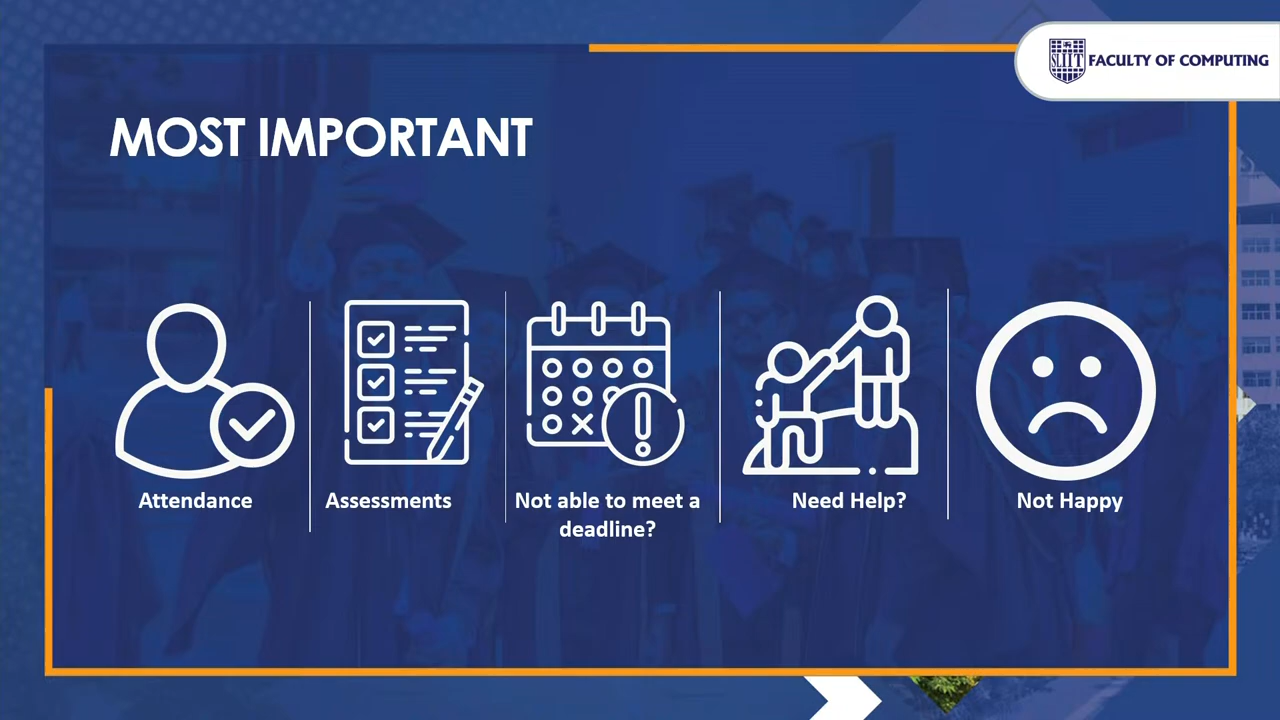 SLIIT FACULTY OF COMPUTING
MOST IMPORTANT
Attendance
Assessments
Not able to meet a
deadline?
Need Help?
Not Happy